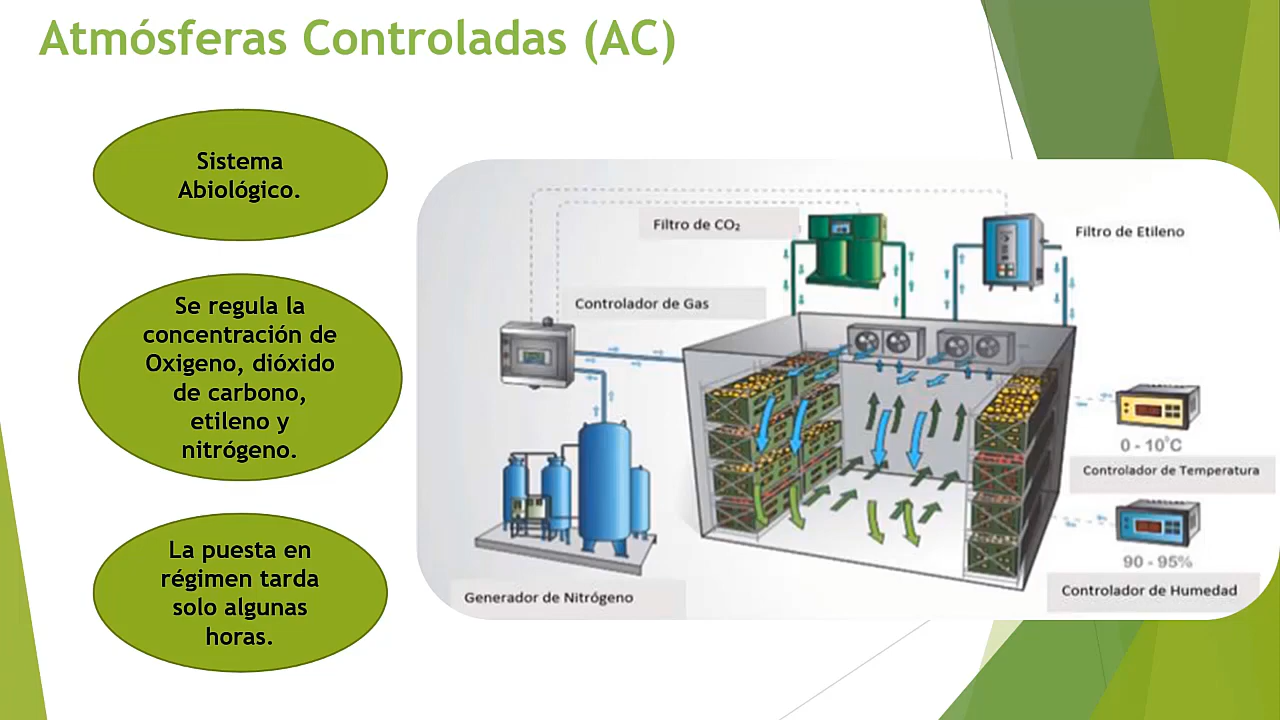 Atmósferas Controladas (AC)
Sistema
Abiológico.
Se regula la
concentración de
Oxigeno, dióxido
de carbono,
etileno y
nitrógeno.
La puesta en
régimen tarda
solo algunas
horas.
Filtro de CO₂
Filtro de Etileno
Controlador de Gas
0 - 10°C
Controlador de Temperatura
90 - 95%
Controlador de Humedad
Generador de Nitrógeno